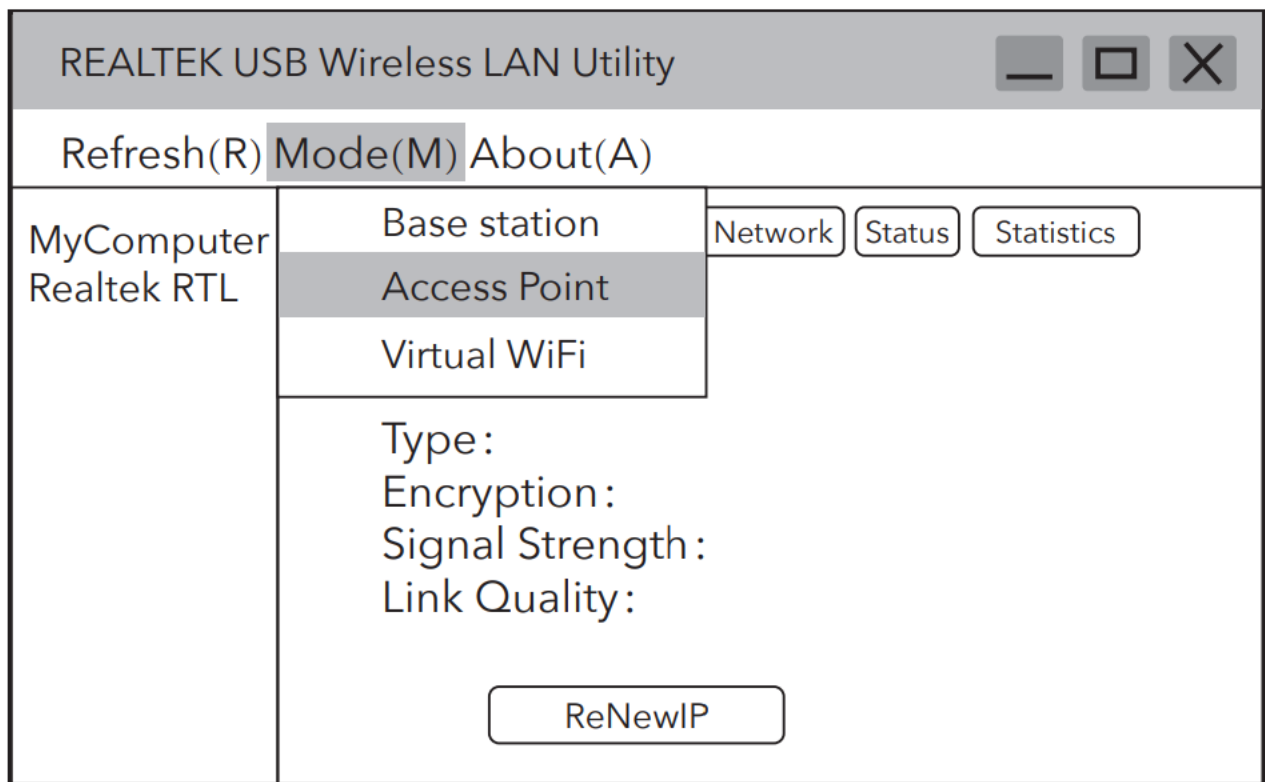 REALTEK USB Wireless LAN Utility
Refresh(R) Mode(M) About(A)
MyComputer
Realtek RTL
Base station
Access Point
Virtual WiFi
Network Status Statistics
Type:
Encryption:
Signal Strength:
Link Quality:
ReNewIP